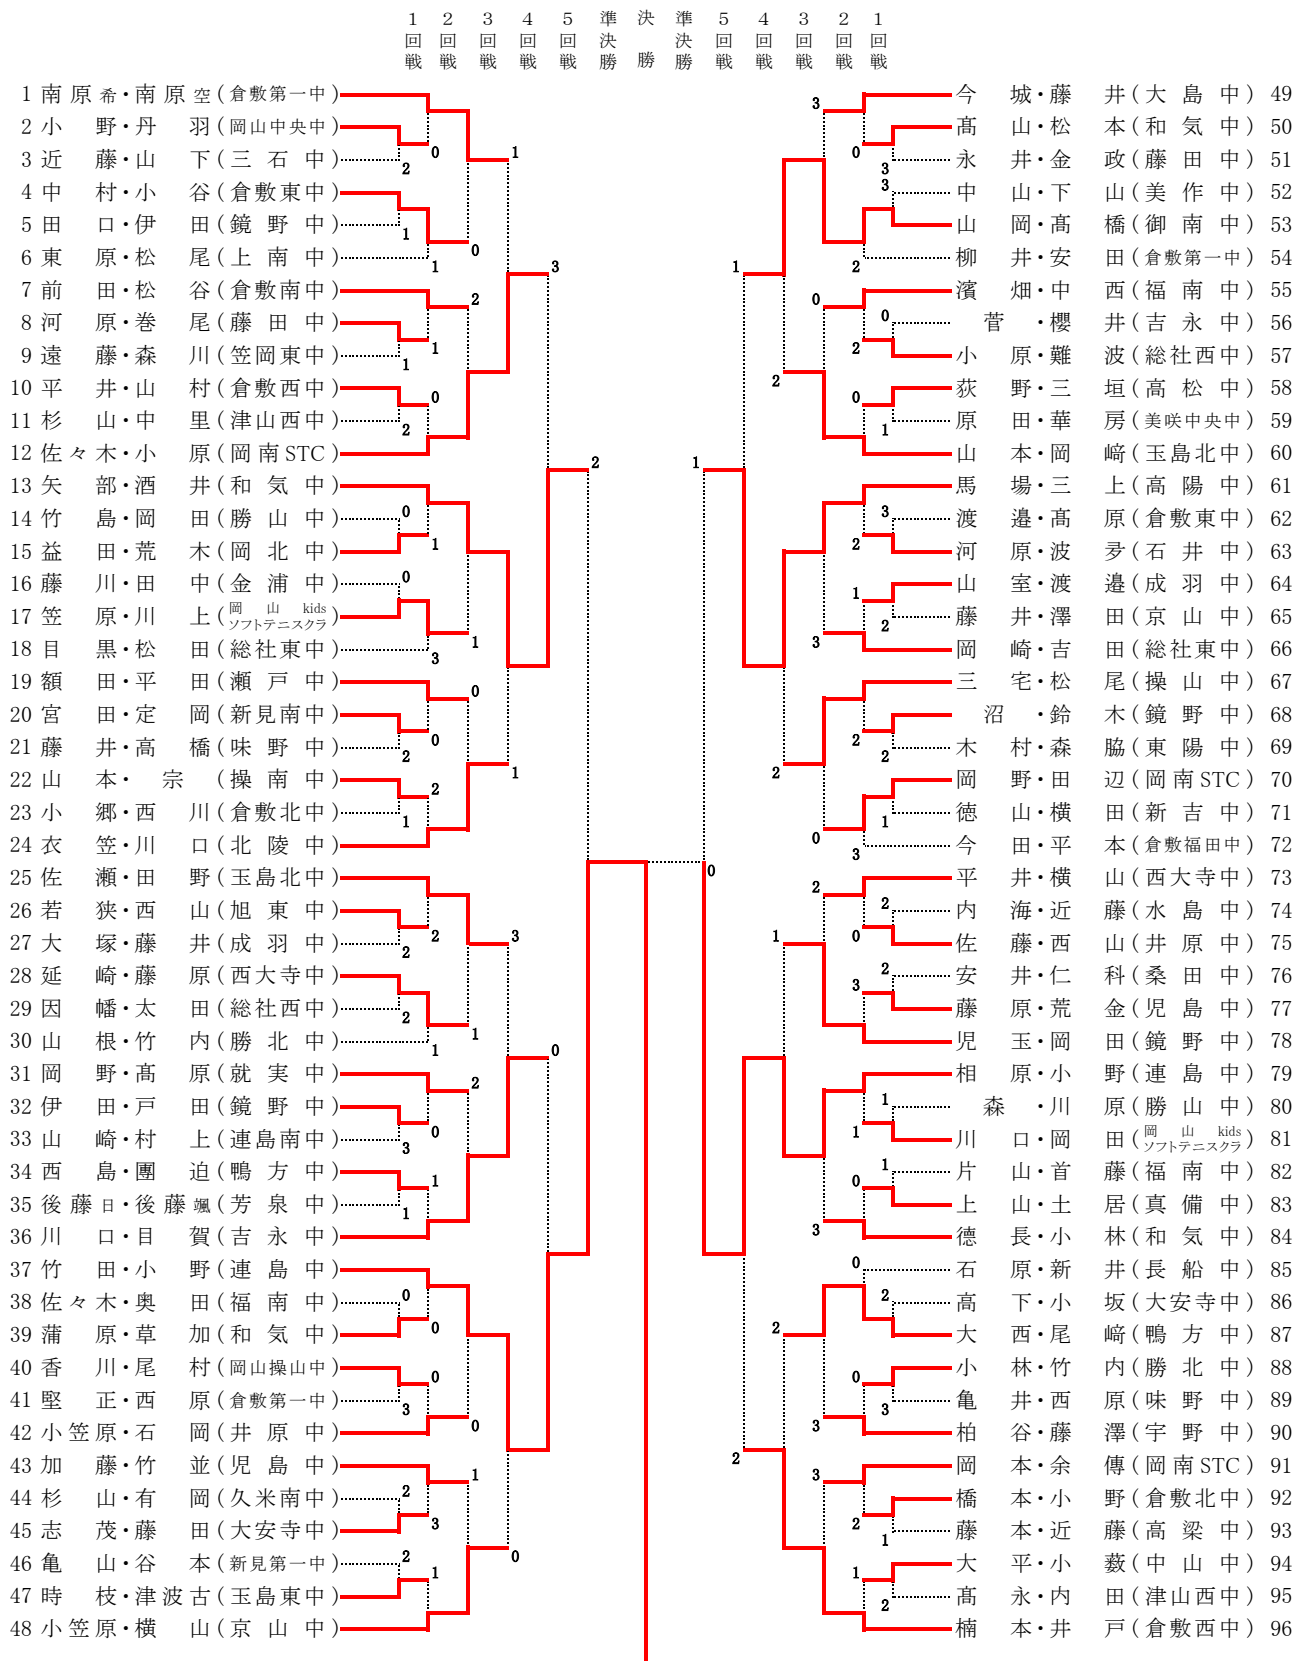 1回戦 2回戦 3回戦 4回戦 5回戦 準決勝 決勝 準決勝 5回戦 4回戦 3回戦 2回戦 1回戦
1 南原希・南原空(倉敷第一中)
2 小野・丹羽(岡山中央中)
3 近藤・山下(三石中)
4 中村・小谷(倉敷東中)
5 田口・伊田(鏡野中)
6 東原・松尾(上南中)
7 前田・松谷(倉敷南中)
8 河原・巻尾(藤田中)
9 遠藤・森川(笠岡東中)
10 平井・山村(倉敷西中)
11 杉山・中里(津山西中)
12 佐々木・小原(岡南STC)
13 矢部・酒井(和気中)
14 竹島・岡田(勝山中)
15 益田・荒木(岡北中)
16 藤川・田中(金浦中)
17 笠原・川上(岡山kidsソフトテニスクラ)
18 目黒・松田(総社東中)
19 額田・平田(瀬戸中)
20 宮田・定岡(新見南中)
21 藤井・高橋(味野中)
22 山本・宗(操南中)
23 小郷・西川(倉敷北中)
24 衣笠・川口(北陵中)
25 佐瀬・田野(玉島北中)
26 若狭・西山(旭東中)
27 大塚・藤井(成羽中)
28 延崎・藤原(西大寺中)
29 因幡・太田(総社西中)
30 山根・竹内(勝北中)
31 岡野・髙原(就実中)
32 伊田・戸田(鏡野中)
33 山崎・村上(連島南中)
34 西島・團迫(鴨方中)
35 後藤日・後藤颯(芳泉中)
36 川口・目賀(吉永中)
37 竹田・小野(連島中)
38 佐々木・奥田(福南中)
39 蒲原・草加(和気中)
40 香川・尾村(岡山操山中)
41 堅正・西原(倉敷第一中)
42 小笠原・石岡(井原中)
43 加藤・竹並(児島中)
44 杉山・有岡(久米南中)
45 志茂・藤田(大安寺中)
46 亀山・谷本(新見第一中)
47 時枝・津波古(玉島東中)
48 小笠原・横山(京山中)
今城・藤井(大島中) 49
髙山・松本(和気中) 50
永井・金政(藤田中) 51
中山・下山(美作中) 52
山岡・髙橋(御南中) 53
柳井・安田(倉敷第一中) 54
濱畑・中西(福南中) 55
菅・櫻井(吉永中) 56
小原・難波(総社西中) 57
荻野・三垣(高松中) 58
原田・華房(美咲中央中) 59
山本・岡﨑(玉島北中) 60
馬場・三上(高陽中) 61
渡邉・髙原(倉敷東中) 62
河原・波多(石井中) 63
山室・渡邉(成羽中) 64
藤井・澤田(京山中) 65
岡崎・吉田(総社東中) 66
三宅・松尾(操山中) 67
沼・鈴木(鏡野中) 68
木村・森脇(東陽中) 69
岡野・田辺(岡南STC) 70
徳山・横田(新吉中) 71
今田・平本(倉敷福田中) 72
平井・横山(西大寺中) 73
内海・近藤(水島中) 74
佐藤・西山(井原中) 75
安井・仁科(桑田中) 76
藤原・荒金(児島中) 77
児玉・岡田(鏡野中) 78
相原・小野(連島中) 79
森・川原(勝山中) 80
川口・岡田(岡山kidsソフトテニスクラ) 81
片山・首藤(福南中) 82
上山・土居(真備中) 83
德長・小林(和気中) 84
石原・新井(長船中) 85
高下・小坂(大安寺中) 86
大西・尾﨑(鴨方中) 87
小林・竹内(勝北中) 88
亀井・西原(味野中) 89
柏谷・藤澤(宇野中) 90
岡本・余傳(岡南STC) 91
橋本・小野(倉敷北中) 92
藤本・近藤(高梁中) 93
大平・小薮(中山中) 94
髙永・内田(津山西中) 95
楠本・井戸(倉敷西中) 96